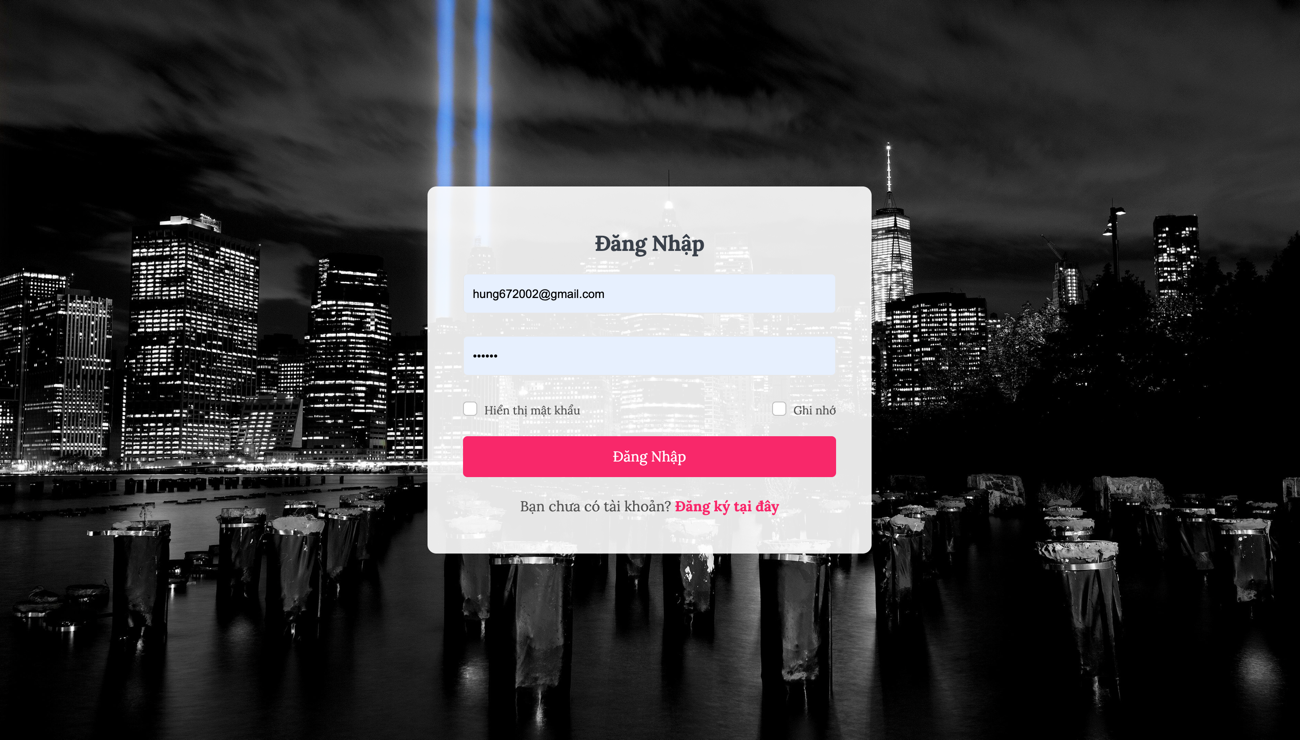 Đăng Nhập
hung672002@gmail.com
••••••
Hiển thị mật khẩu
Ghi nhớ
Đăng Nhập
Bạn chưa có tài khoản? Đăng ký tại đây